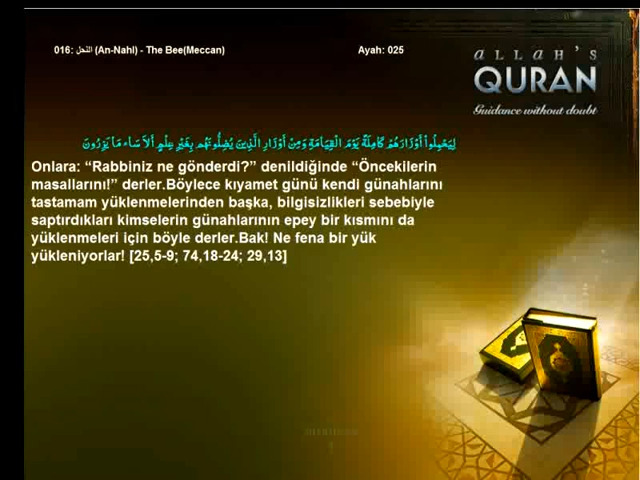 016: النحل (An-Nahl) - The Bee(Meccan) Ayah: 025
ALLAH'S
QURAN
Guidance without doubt
لِيَحْمِلُواْ أَوْزَارَهُمْ كَامِلَةً يَوْمَ الْقِيَامَةِ وَمِنْ أَوْزَارِ الَّذِينَ يُضِلُّونَهُم بِغَيْرِ عِلْمٍ أَلاَ سَاء مَا يَزِرُونَ
Onlara: “Rabbiniz ne gönderdi?” denildiğinde “Öncekilerin
masallarını!” derler.Böylece kıyamet günü kendi günahlarını
tastamam yüklenmelerinden başka, bilgisizlikleri sebebiyle
saptırdıkları kimselerin günahlarının epey bir kısmını da
yüklenmeleri için böyle derler.Bak! Ne fena bir yük
yükleniyorlar! [25,5-9; 74,18-24; 29,13]